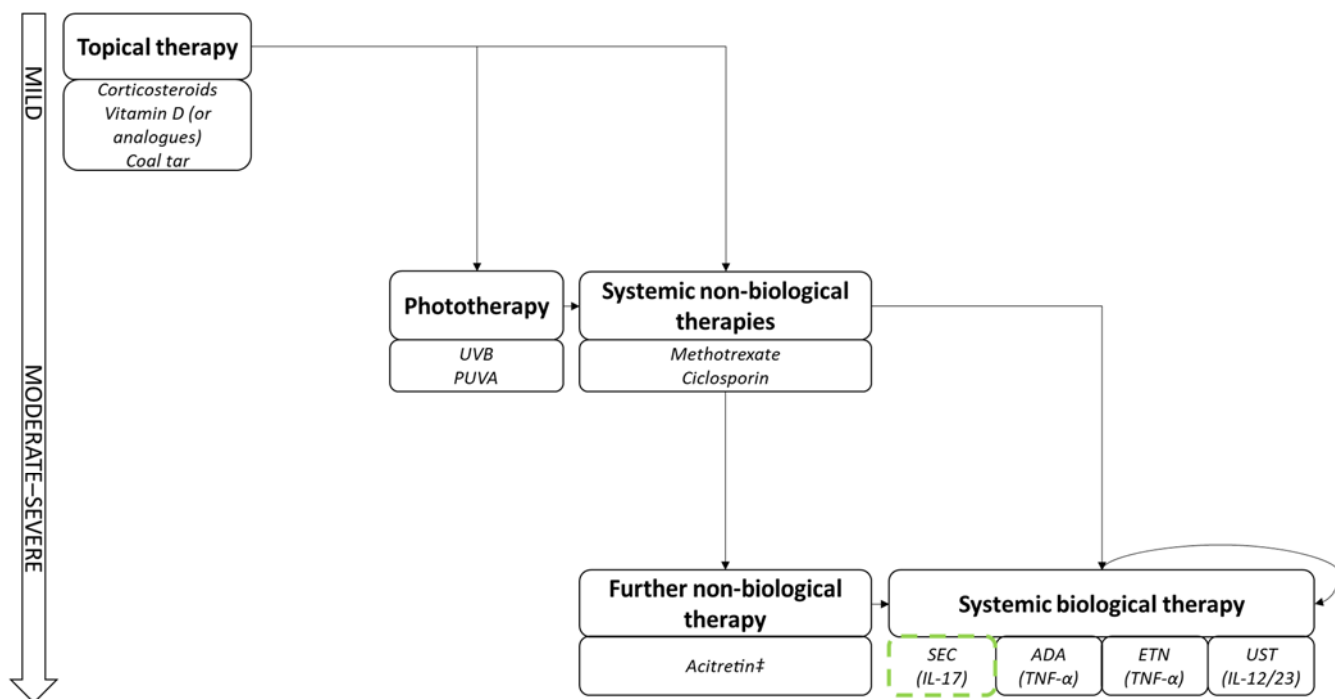 MILD
MODERATE–SEVERE
Topical therapy
Corticosteroids
Vitamin D (or
analogues)
Coal tar
Phototherapy
UVB
PUVA
Systemic non-biological
therapies
Methotrexate
Ciclosporin
Further non-biological
therapy
Acitretin‡
Systemic biological therapy
SEC
(IL-17)
ADA
(TNF-α)
ETN
(TNF-α)
UST
(IL-12/23)